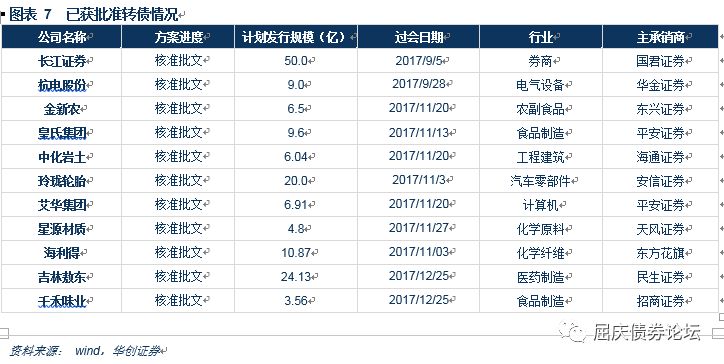 图表 7 已获批准转债情况
公司名称 方案进度 计划发行规模（亿） 过会日期 行业 主承销商
长江证券 核准批文 50.0 2017/9/5 券商 国君证券
杭电股份 核准批文 9.0 2017/9/28 电气设备 华金证券
金新农 核准批文 6.5 2017/11/20 农副食品 东兴证券
皇氏集团 核准批文 9.6 2017/11/13 食品制造 平安证券
中化岩土 核准批文 6.04 2017/11/20 工程建筑 海通证券
玲珑轮胎 核准批文 20.0 2017/11/3 汽车零部件 安信证券
艾华集团 核准批文 6.91 2017/11/20 计算机 平安证券
星源材质 核准批文 4.8 2017/11/27 化学原料 天风证券
海利得 核准批文 10.87 2017/11/03 化学纤维 东方花旗
吉林敖东 核准批文 24.13 2017/12/25 医药制造 民生证券
千禾味业 核准批文 3.56 2017/12/25 食品制造 招商证券
屈庆债券论坛
资料来源： wind，华创证券